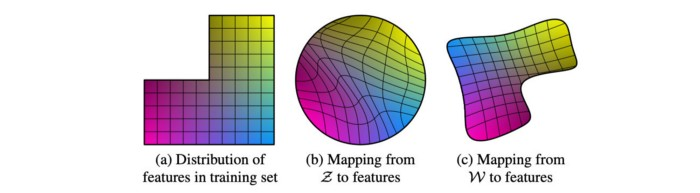 (a) Distribution of
features in training set
(b) Mapping from
𝒵 to features
(c) Mapping from
𝒲 to features